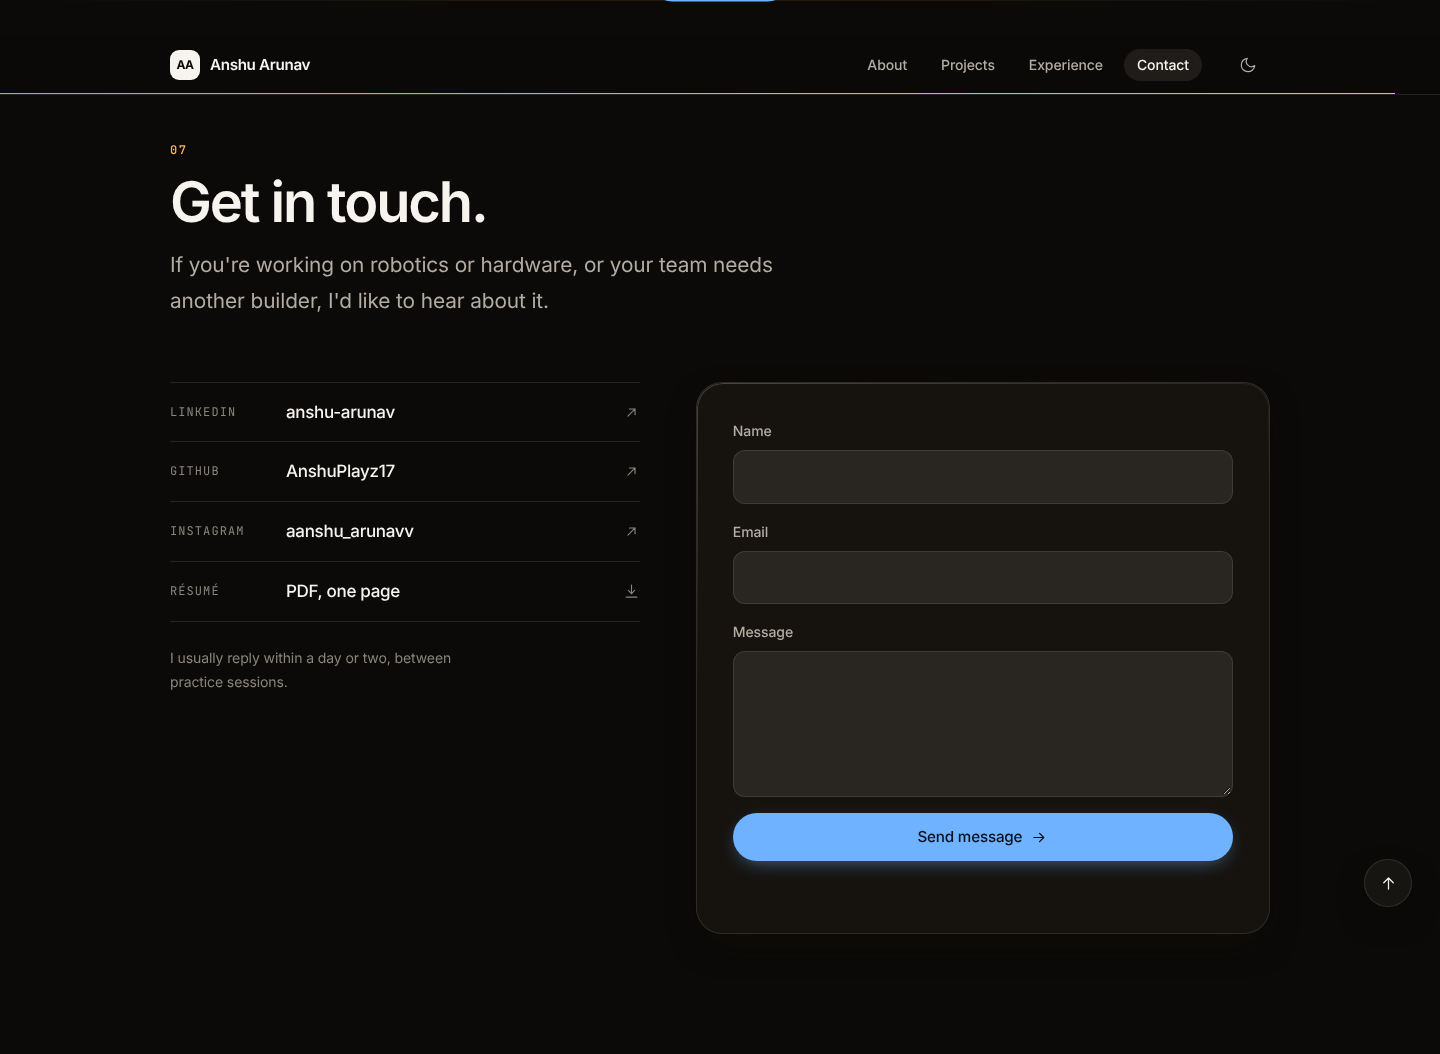 AA Anshu Arunav
About Projects Experience Contact
07
Get in touch.
If you're working on robotics or hardware, or your team needs
another builder, I'd like to hear about it.
LINKEDIN anshu-arunav
GITHUB AnshuPlayz17
INSTAGRAM aanshu_arunavv
RÉSUMÉ PDF, one page
I usually reply within a day or two, between
practice sessions.
Name
Email
Message
Send message →